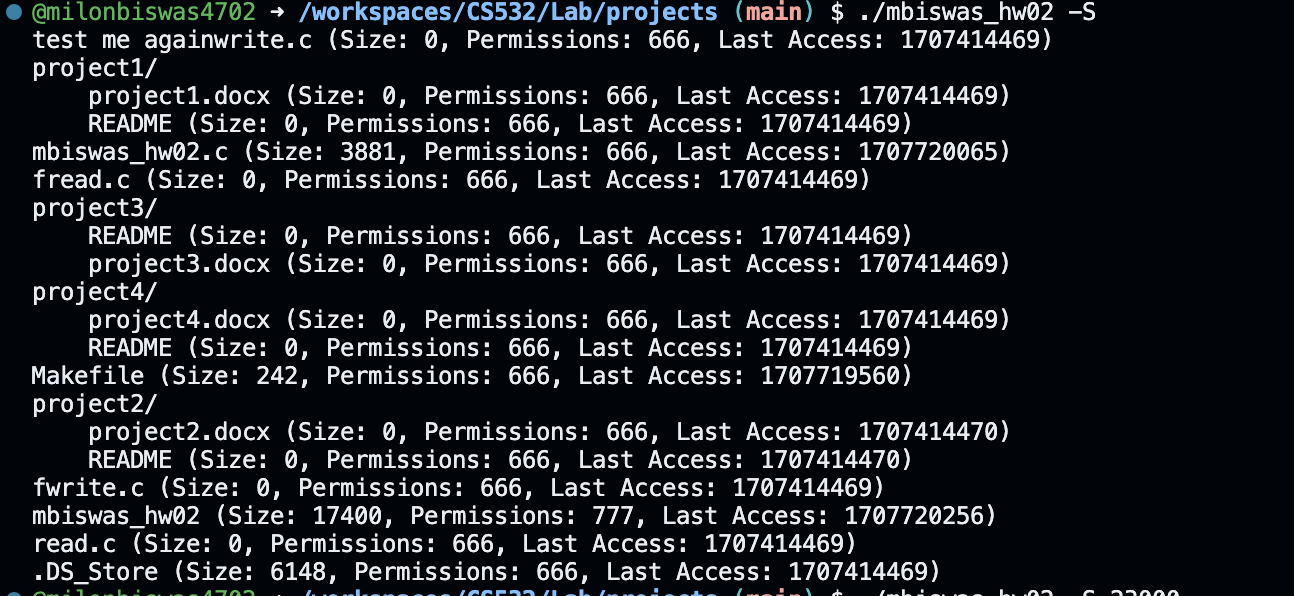 @milonbiswas4702 → /workspaces/CS532/Lab/projects (main) $ ./mbiswas_hw02 -S
test me againwrite.c (Size: 0, Permissions: 666, Last Access: 1707414469)
project1/
    project1.docx (Size: 0, Permissions: 666, Last Access: 1707414469)
    README (Size: 0, Permissions: 666, Last Access: 1707414469)
mbiswas_hw02.c (Size: 3881, Permissions: 666, Last Access: 1707720065)
fread.c (Size: 0, Permissions: 666, Last Access: 1707414469)
project3/
    README (Size: 0, Permissions: 666, Last Access: 1707414469)
    project3.docx (Size: 0, Permissions: 666, Last Access: 1707414469)
project4/
    project4.docx (Size: 0, Permissions: 666, Last Access: 1707414469)
    README (Size: 0, Permissions: 666, Last Access: 1707414469)
Makefile (Size: 242, Permissions: 666, Last Access: 1707719560)
project2/
    project2.docx (Size: 0, Permissions: 666, Last Access: 1707414470)
    README (Size: 0, Permissions: 666, Last Access: 1707414470)
fwrite.c (Size: 0, Permissions: 666, Last Access: 1707414469)
mbiswas_hw02 (Size: 17400, Permissions: 777, Last Access: 1707720256)
read.c (Size: 0, Permissions: 666, Last Access: 1707414469)
.DS_Store (Size: 6148, Permissions: 666, Last Access: 1707414469)
@milonbiswas4702 → /workspaces/CS532/Lab/projects (main) $ ./mbiswas_hw02 -S